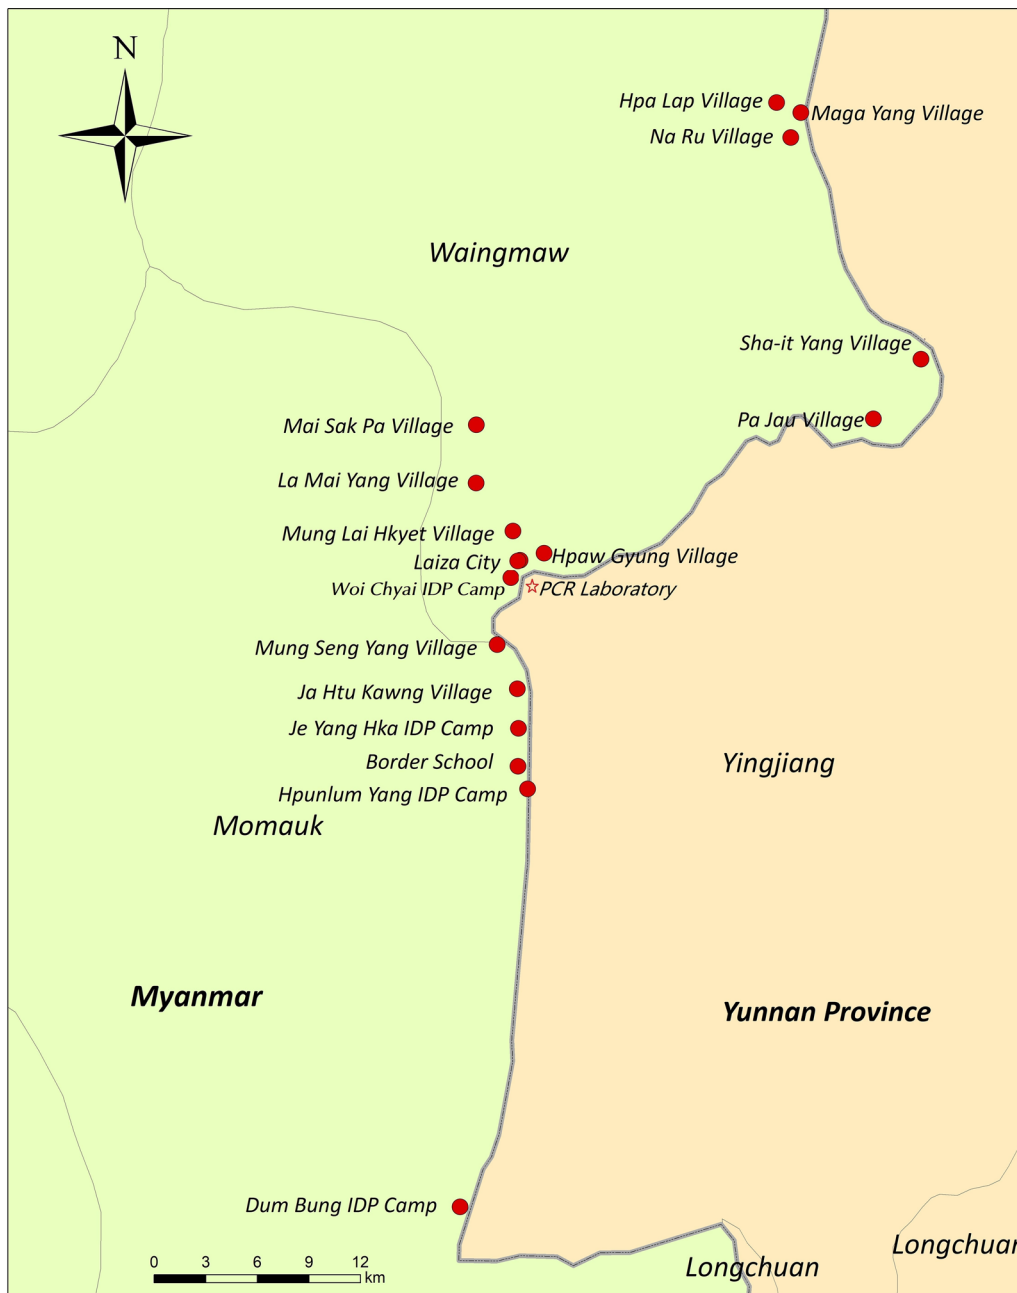 N
Hpa Lap Village
Maga Yang Village
Na Ru Village
Waingmaw
Sha-it Yang Village
Pa Jau Village
Mai Sak Pa Village
La Mai Yang Village
Mung Lai Hkyet Village
Hpaw Gyung Village
Laiza City
Woi Chyai IDP Camp
PCR Laboratory
Mung Seng Yang Village
Ja Htu Kawng Village
Je Yang Hka IDP Camp
Border School
Yingjiang
Hpunlum Yang IDP Camp
Momauk
Myanmar
Yunnan Province
Dum Bung IDP Camp
Longchuan
Longchuan
0 3 6 9 12
km